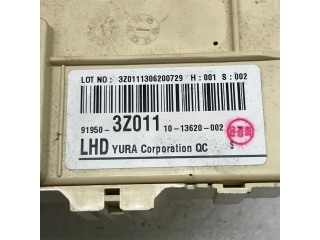 LOT NO : 3Z0111306200729 H : 001 S : 002
91950- 3Z011 10-13620-002
LHD YURA Corporation QC S